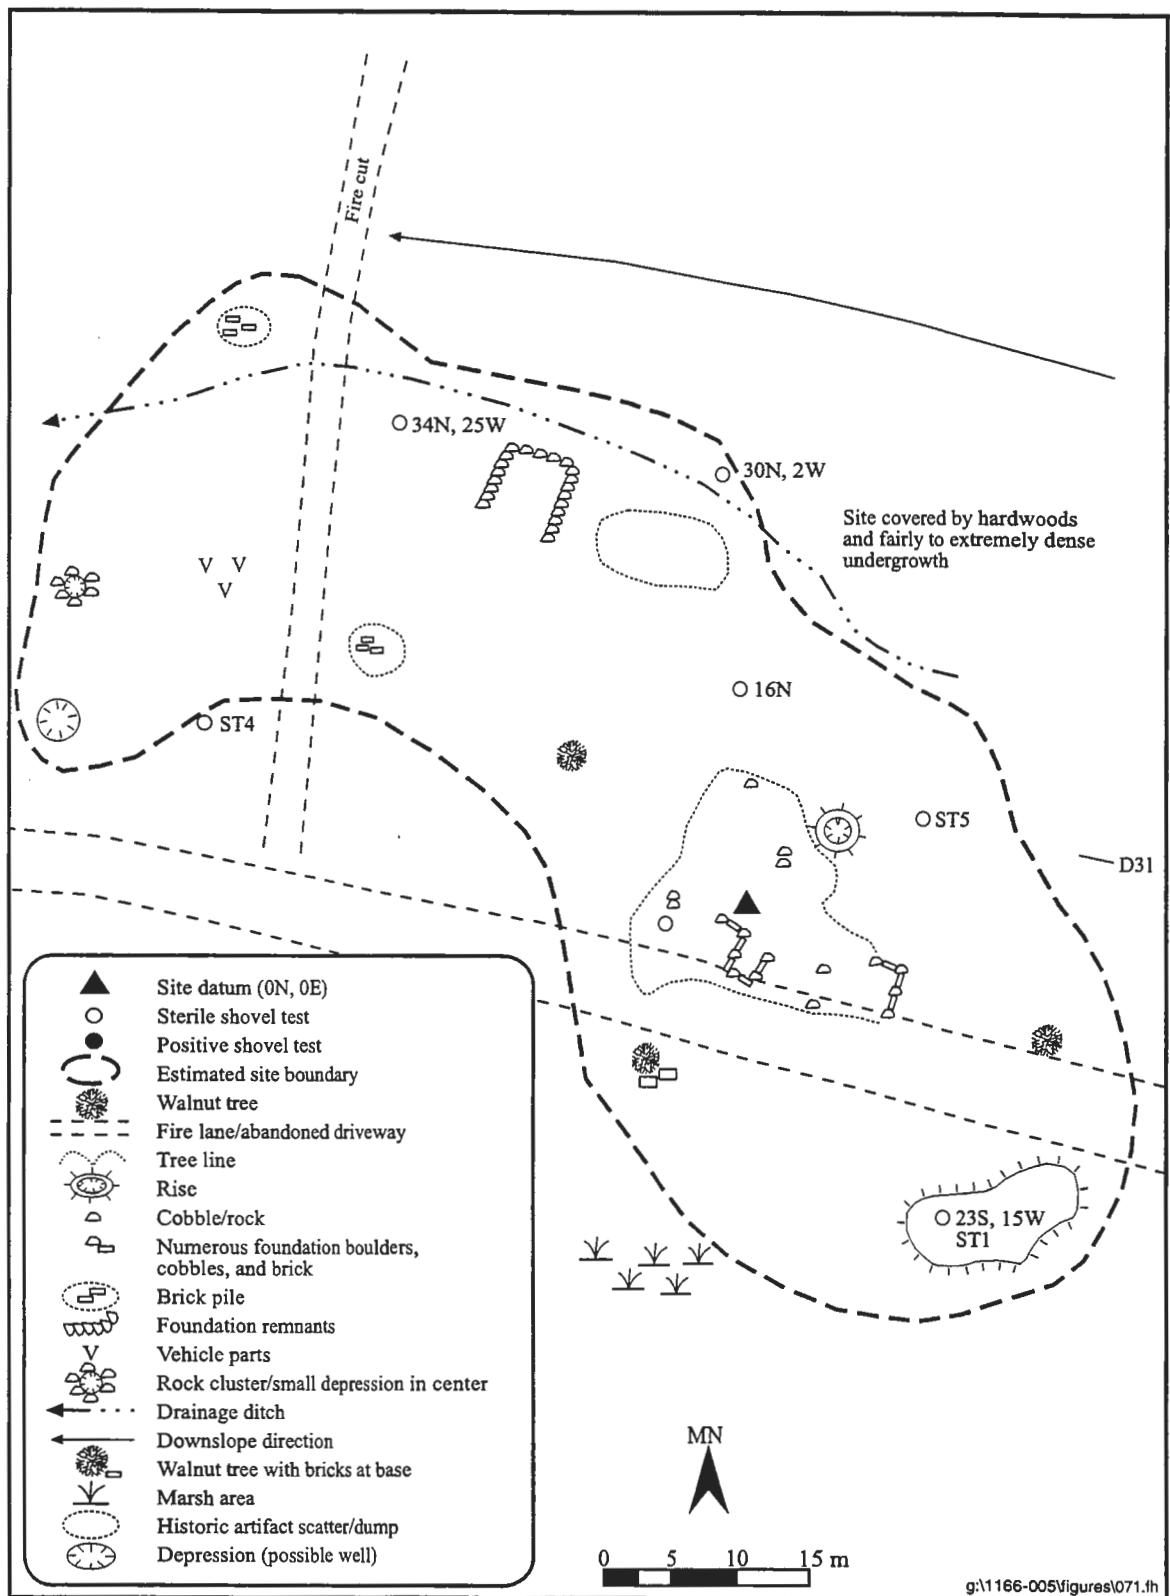 Fire cut
34N, 25W
30N, 2W
Site covered by hardwoods
and fairly to extremely dense
undergrowth
V V
V
16N
ST4
ST5
D31
23S, 15W
ST1
Site datum (0N, 0E)
Sterile shovel test
Positive shovel test
Estimated site boundary
Walnut tree
Fire lane/abandoned driveway
Tree line
Rise
Cobble/rock
Numerous foundation boulders,
cobbles, and brick
Brick pile
Foundation remnants
V Vehicle parts
Rock cluster/small depression in center
Drainage ditch
Downslope direction
Walnut tree with bricks at base
Marsh area
Historic artifact scatter/dump
Depression (possible well)
MN
0 5 10 15 m
g:\1166-005\figures\071.fh